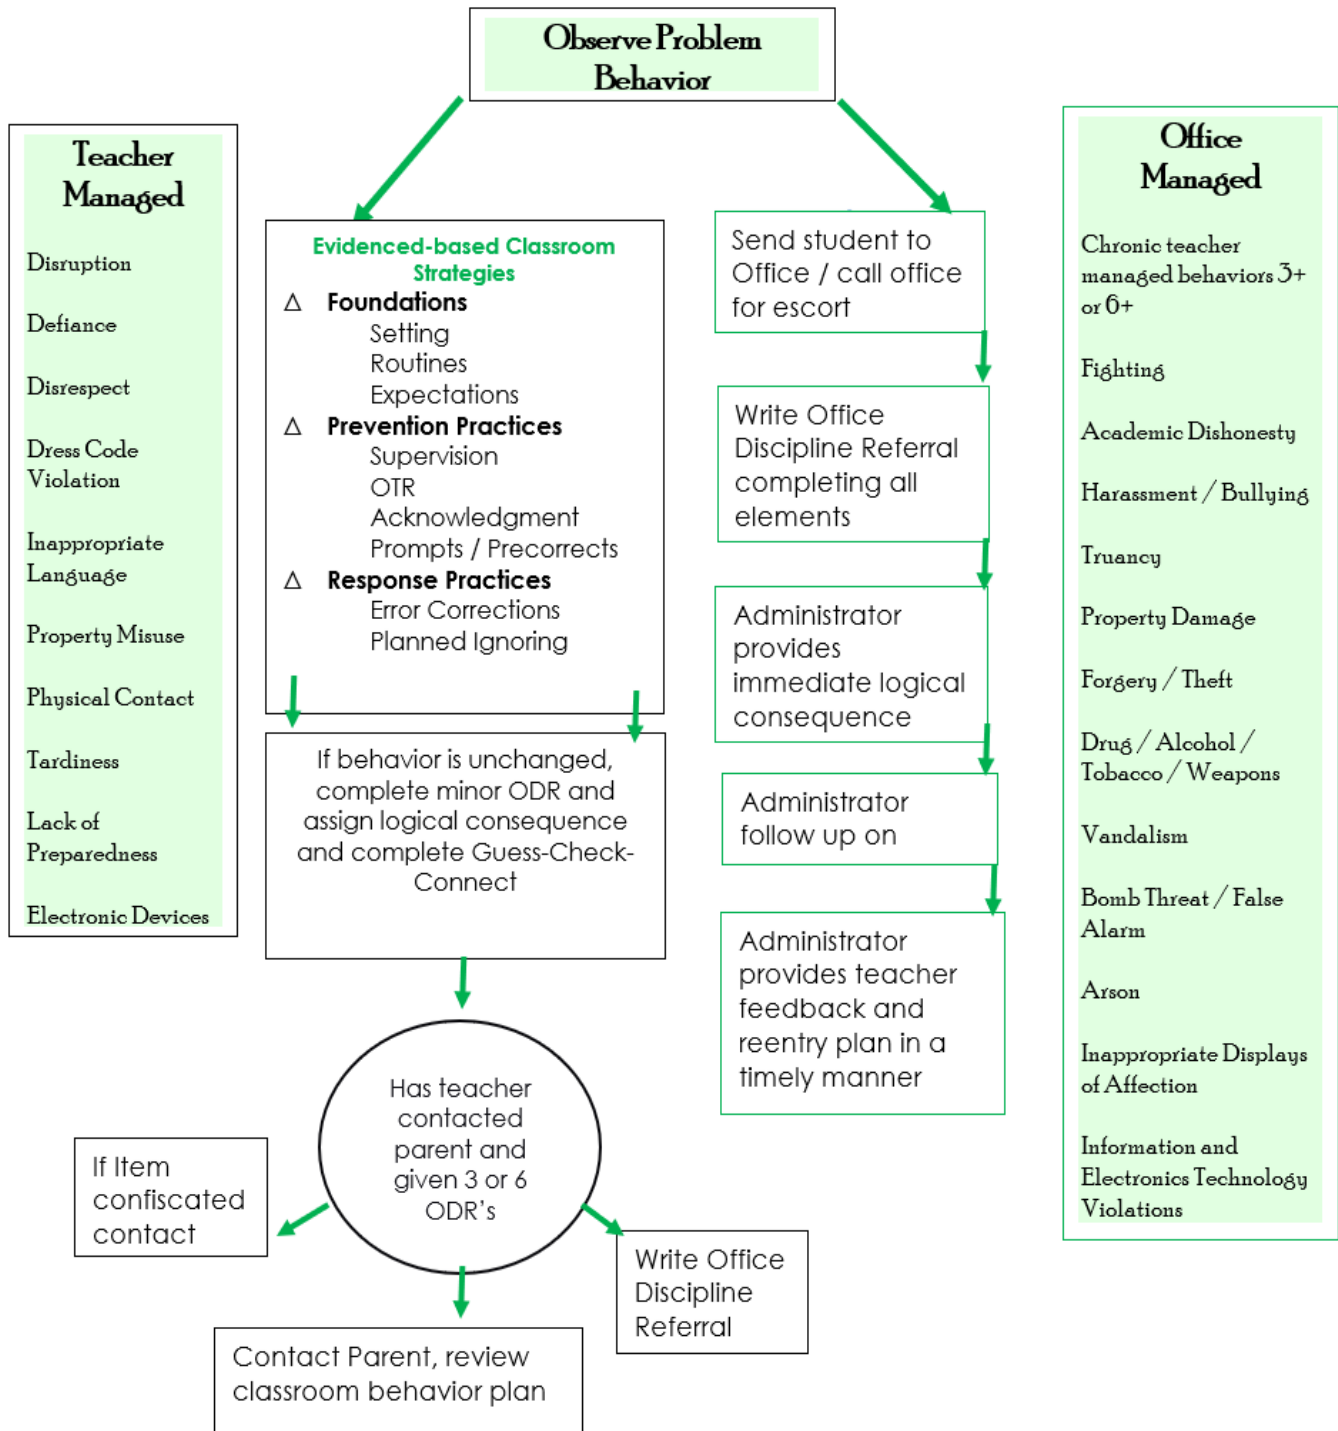 Observe Problem
Behavior
Teacher
Managed
Disruption
Defiance
Disrespect
Dress Code
Violation
Inappropriate
Language
Property Misuse
Physical Contact
Tardiness
Lack of
Preparedness
Electronic Devices
Evidenced-based Classroom
Strategies
Δ Foundations
Setting
Routines
Expectations
Δ Prevention Practices
Supervision
OTR
Acknowledgment
Prompts / Precorrects
Δ Response Practices
Error Corrections
Planned Ignoring
If behavior is unchanged,
complete minor ODR and
assign logical consequence
and complete Guess-Check-
Connect
Has teacher
contacted
parent and
given 3 or 6
ODR's
If Item
confiscated
contact
Contact Parent, review
classroom behavior plan
Write Office
Discipline
Referral
Send student to
Office / call office
for escort
Write Office
Discipline Referral
completing all
elements
Administrator
provides
immediate logical
consequence
Administrator
follow up on
Administrator
provides teacher
feedback and
reentry plan in a
timely manner
Office
Managed
Chronic teacher
managed behaviors 3+
or 6+
Fighting
Academic Dishonesty
Harassment / Bullying
Truancy
Property Damage
Forgery / Theft
Drug / Alcohol /
Tobacco / Weapons
Vandalism
Bomb Threat / False
Alarm
Arson
Inappropriate Displays
of Affection
Information and
Electronics Technology
Violations